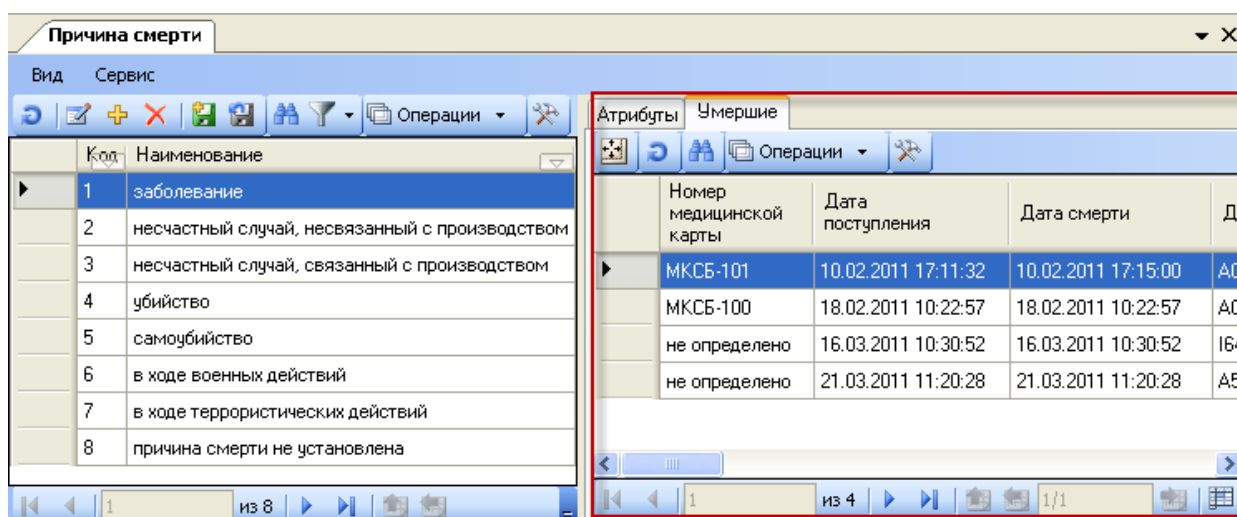 Причина смерти
Вид Сервис
Операции
Код Наименование
1 заболевание
2 несчастный случай, несвязанный с производством
3 несчастный случай, связанный с производством
4 убийство
5 самоубийство
6 в ходе военных действий
7 в ходе террористических действий
8 причина смерти не установлена
1 из 8
Атрибуты Умершие
Операции
Номер медицинской карты Дата поступления Дата смерти Д
МКСБ-101 10.02.2011 17:11:32 10.02.2011 17:15:00 A0
МКСБ-100 18.02.2011 10:22:57 18.02.2011 10:22:57 A0
не определено 16.03.2011 10:30:52 16.03.2011 10:30:52 I64
не определено 21.03.2011 11:20:28 21.03.2011 11:20:28 A5
1 из 4 1/1